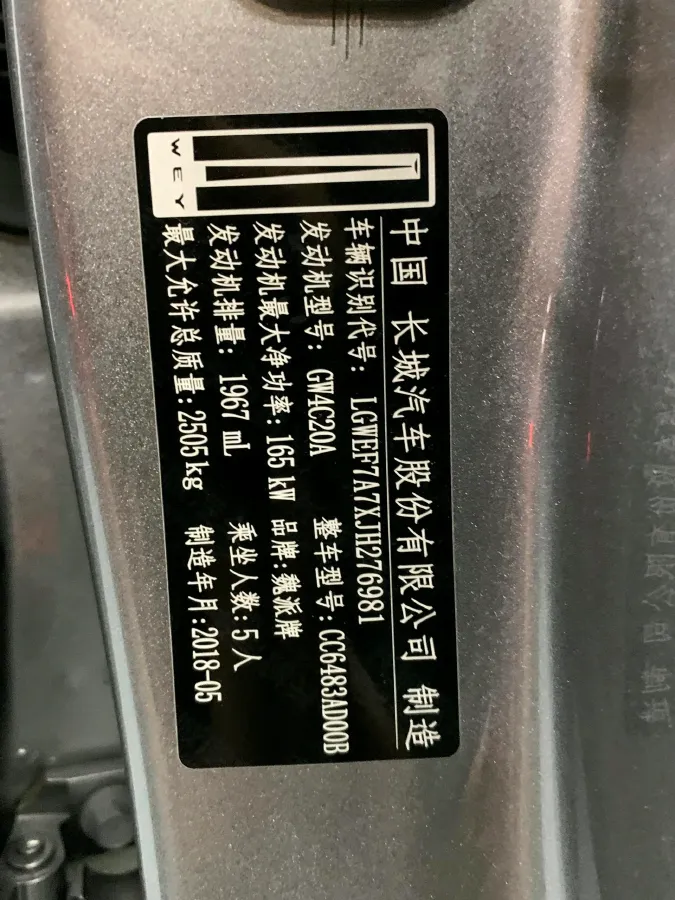 WEY
中国 长城汽车股份有限公司 制造
车辆识别代号: LGWEF7A7XJH276981
发动机型号: GW4C20A 整车型号: CC6483AD00B
发动机最大净功率: 165 kW 品牌: 魏派牌
发动机排量: 1967 mL 乘坐人数: 5 人
最大允许总质量: 2505 kg 制造年月: 2018-05